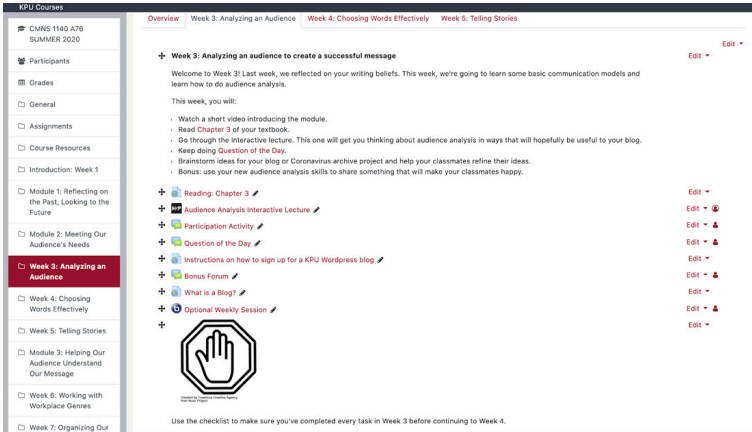 KPU Courses
CMNS 1140 A76
SUMMER 2020
Participants
Grades
General
Assignments
Course Resources
Introduction: Week 1
Module 1: Reflecting on
the Past, Looking to the
Future
Module 2: Meeting Our
Audience's Needs
Week 3: Analyzing an
Audience
Week 4: Choosing
Words Effectively
Week 5: Telling Stories
Module 3: Helping Our
Audience Understand
Our Message
Week 6: Working with
Workplace Genres
Week 7: Organizing Our
Overview Week 3: Analyzing an Audience Week 4: Choosing Words Effectively Week 5: Telling Stories
Edit
Week 3: Analyzing an audience to create a successful message Edit
Welcome to Week 3! Last week, we reflected on your writing beliefs. This week, we're going to learn some basic communication models and
learn how to do audience analysis.
This week, you will:
Watch a short video introducing the module.
Read Chapter 3 of your textbook.
Go through the Interactive lecture. This one will get you thinking about audience analysis in ways that will hopefully be useful to your blog.
Keep doing Question of the Day.
Brainstorm ideas for your blog or Coronavirus archive project and help your classmates refine their ideas.
Bonus: use your new audience analysis skills to share something that will make your classmates happy.
Reading: Chapter 3 Edit
Audience Analysis Interactive Lecture Edit
Participation Activity Edit
Question of the Day Edit
Instructions on how to sign up for a KPU Wordpress blog Edit
Bonus Forum Edit
What is a Blog? Edit
Optional Weekly Session Edit
Edit
Use the checklist to make sure you've completed every task in Week 3 before continuing to Week 4.